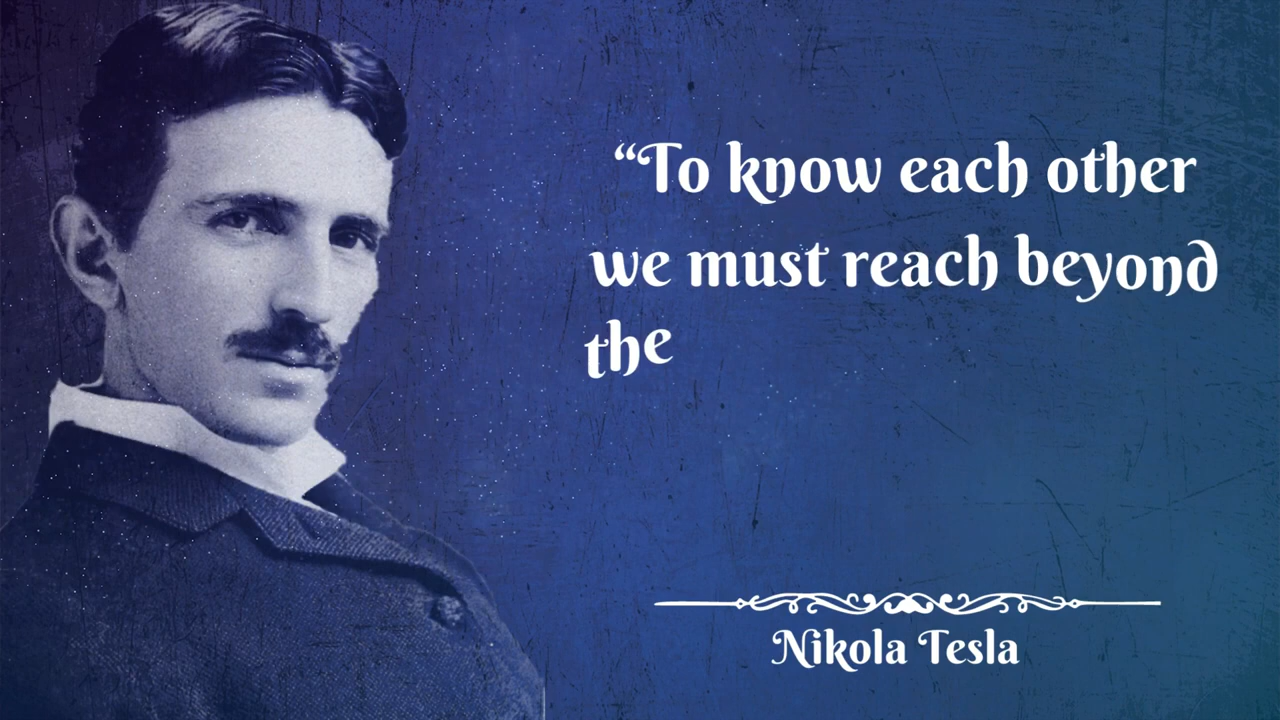 “To know each other
we must reach beyond
the
Nikola Tesla